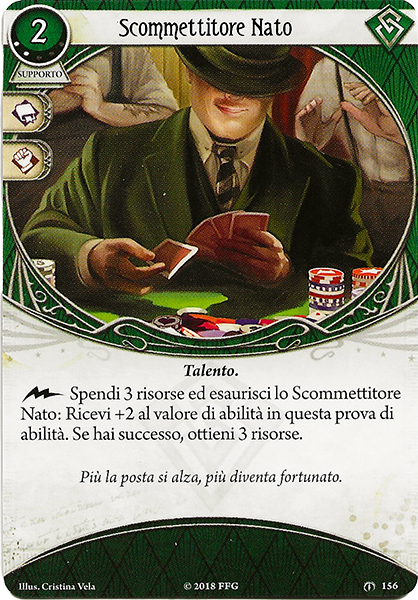 Scommettitore Nato
2
SUPPORTO
Talento.
Spendi 3 risorse ed esaurisci lo Scommettitore
Nato: Ricevi +2 al valore di abilità in questa prova di
abilità. Se hai successo, ottieni 3 risorse.
Più la posta si alza, più diventa fortunato.
Illus. Cristina Vela © 2018 FFG 156